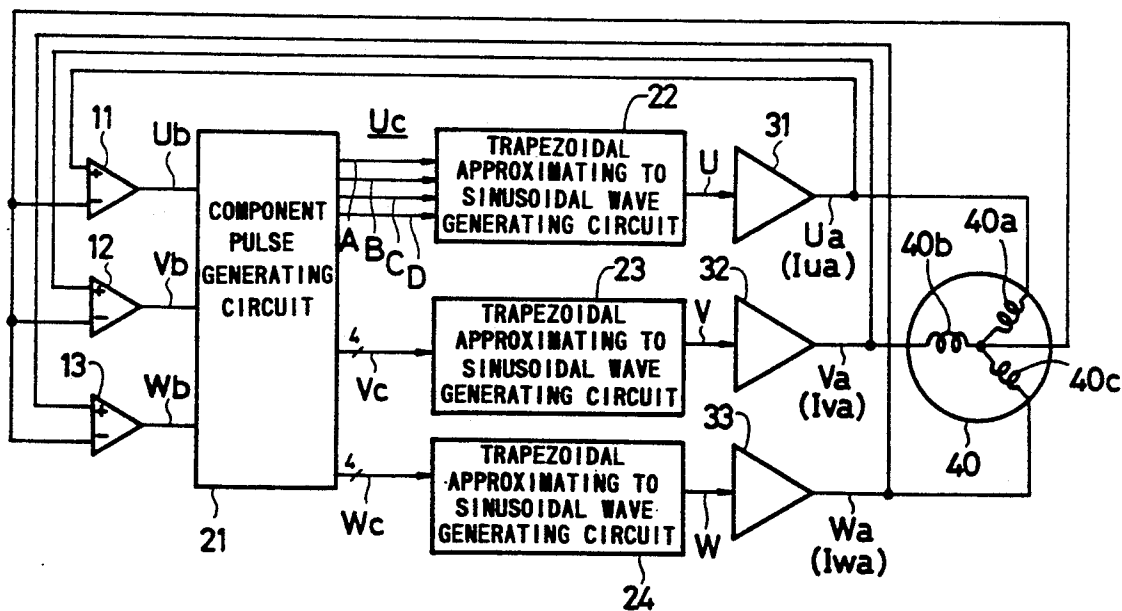 11
Ub
+
−
12
Vb
+
−
13
Wb
+
−
COMPONENT
PULSE
GENERATING
CIRCUIT
21
Uc
A
B
C
D
4
Vc
4
Wc
22
TRAPEZOIDAL
APPROXIMATING TO
SINUSOIDAL WAVE
GENERATING CIRCUIT
23
TRAPEZOIDAL
APPROXIMATING TO
SINUSOIDAL WAVE
GENERATING CIRCUIT
TRAPEZOIDAL
APPROXIMATING TO
SINUSOIDAL WAVE
GENERATING CIRCUIT
24
U
V
W
31
32
33
Ua
(Iua)
Va
(Iva)
Wa
(Iwa)
40a
40b
40c
40